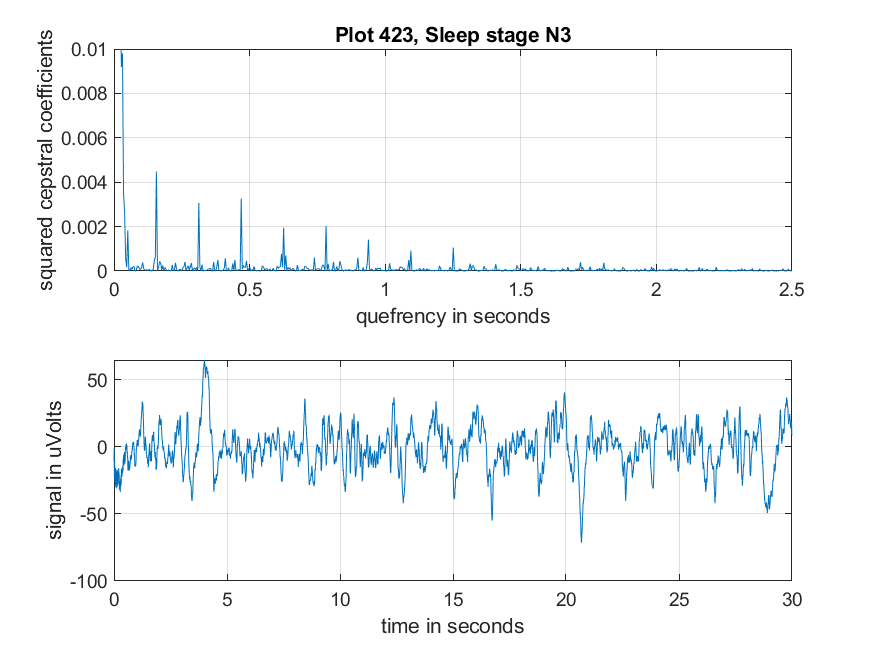 Plot 423, Sleep stage N3
squared cepstral coefficients
0.01
0.008
0.006
0.004
0.002
0
0 0.5 1 1.5 2 2.5
quefrency in seconds
signal in uVolts
50
0
-50
-100
0 5 10 15 20 25 30
time in seconds